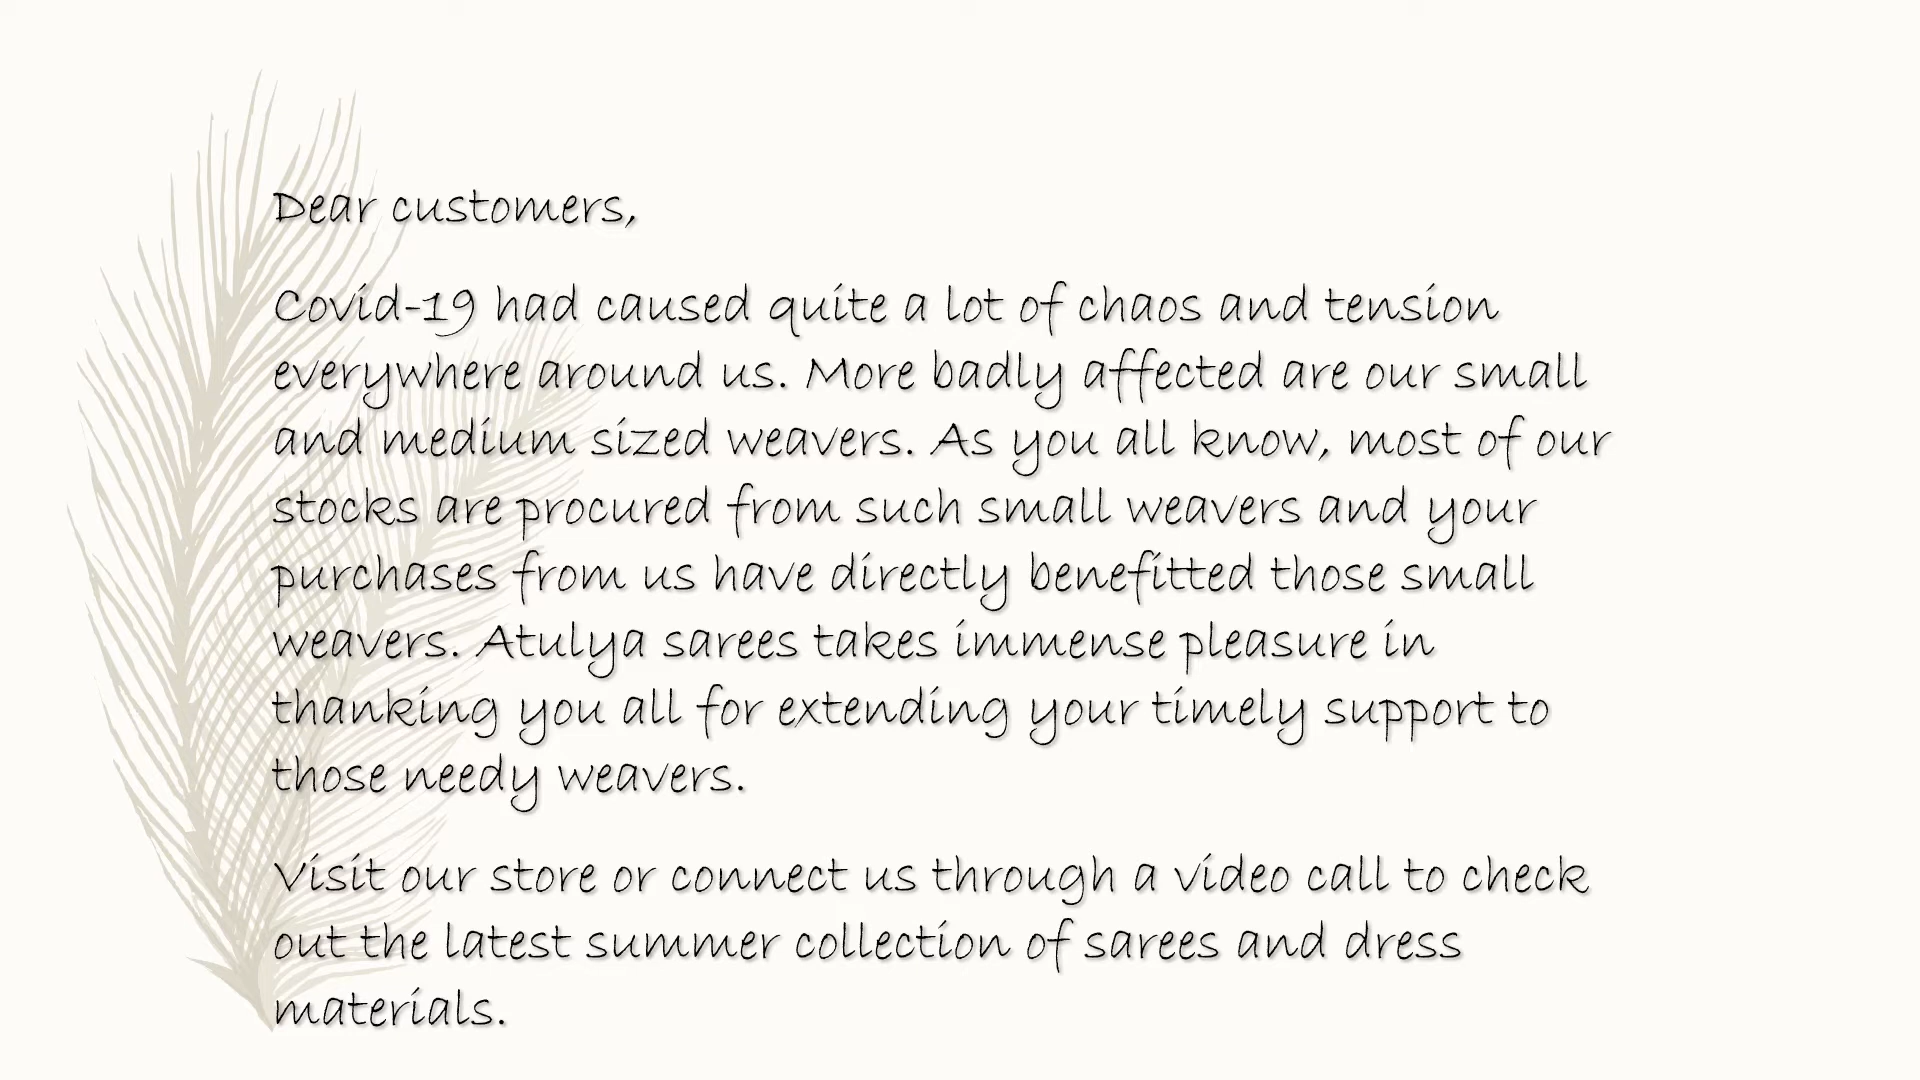 Dear customers,
Covid-19 had caused quite a lot of chaos and tension
everywhere around us. More badly affected are our small
and medium sized weavers. As you all know, most of our
stocks are procured from such small weavers and your
purchases from us have directly benefitted those small
weavers. Atulya sarees takes immense pleasure in
thanking you all for extending your timely support to
those needy weavers.
Visit our store or connect us through a video call to check
out the latest summer collection of sarees and dress
materials.